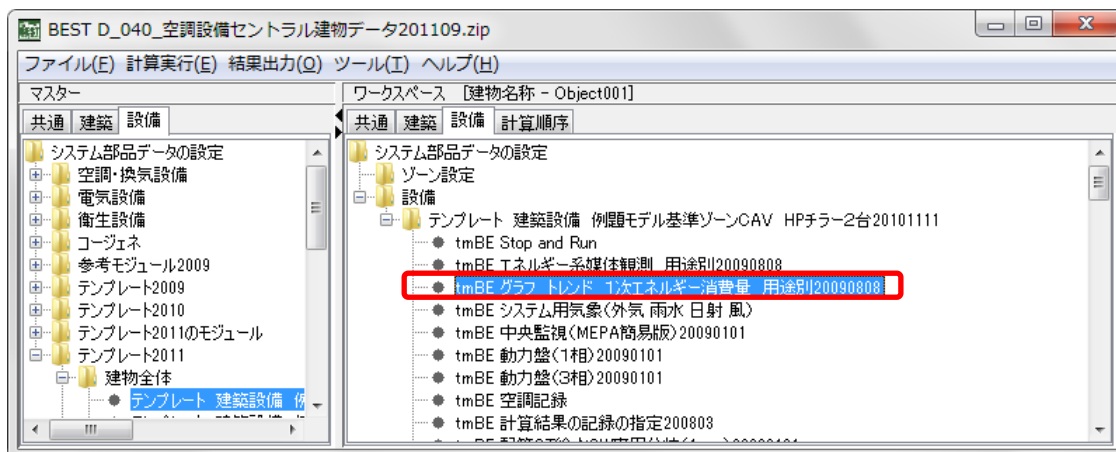 BEST D_040_空調設備セントラル建物データ201109.zip
ファイル(F) 計算実行(E) 結果出力(O) ツール(T) ヘルプ(H)
マスター
共通 建築 設備
システム部品データの設定
空調・換気設備
電気設備
衛生設備
コージェネ
参考モジュール2009
テンプレート2009
テンプレート2010
テンプレート2011のモジュール
テンプレート2011
建物全体
テンプレート 建築設備 例
ワークスペース [建物名称 - Object001]
共通 建築 設備 計算順序
システム部品データの設定
ゾーン設定
設備
テンプレート 建築設備 例題モデル基準ゾーンCAV HPチラー2台20101111
tmBE Stop and Run
tmBE エネルギー系媒体観測 用途別20090808
tmBE グラフ トレンド 1次エネルギー消費量 用途別20090808
tmBE システム用気象(外気 雨水 日射 風)
tmBE 中央監視(MEPA簡易版)20090101
tmBE 動力盤(1相)20090101
tmBE 動力盤(3相)20090101
tmBE 空調記録
tmBE 計算結果の記録の指定200803